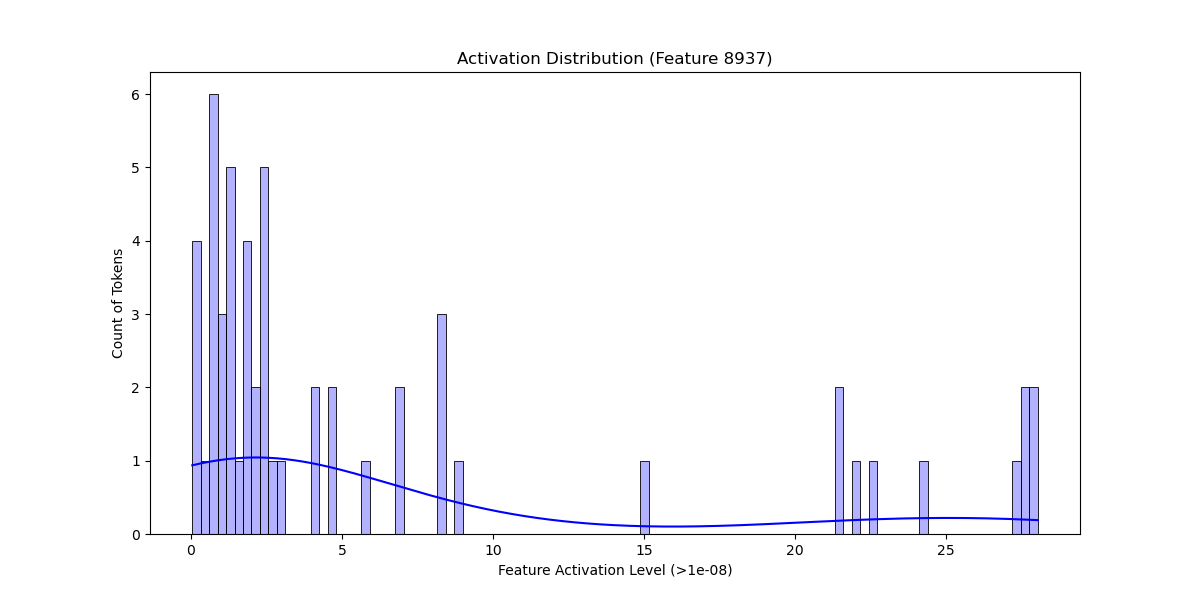 Activation Distribution (Feature 8937)
6
5
4
3
2
1
0
Count of Tokens
0 5 10 15 20 25
Feature Activation Level (>1e-08)